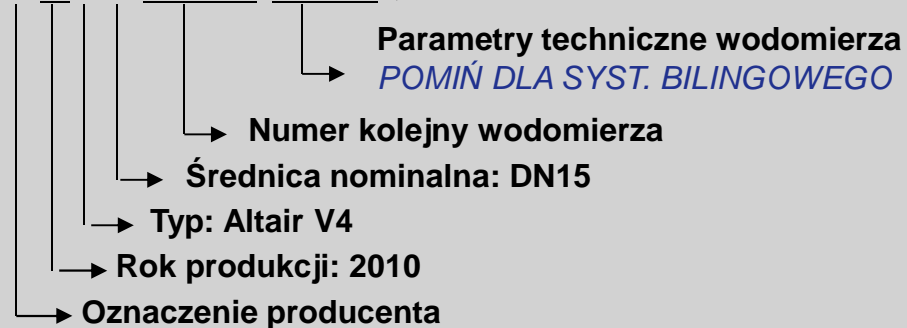 Parametry techniczne wodomierza
POMIŃ DLA SYST. BILINGOWEGO
Numer kolejny wodomierza
Średnica nominalna: DN15
Typ: Altair V4
Rok produkcji: 2010
Oznaczenie producenta